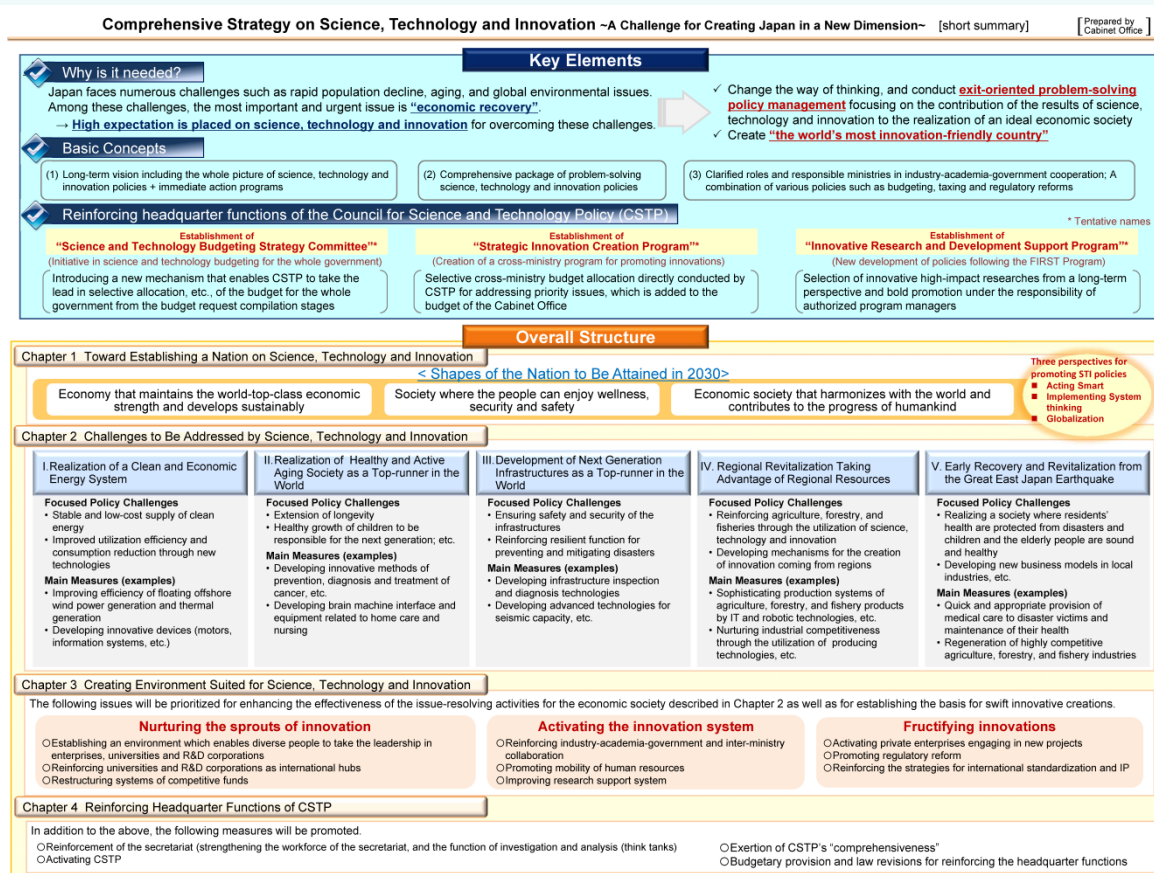 Comprehensive Strategy on Science, Technology and Innovation ~A Challenge for Creating Japan in a New Dimension~ [short summary]
[Prepared by
Cabinet Office]
Key Elements
Why is it needed?
Japan faces numerous challenges such as rapid population decline, aging, and global environmental issues.
Among these challenges, the most important and urgent issue is "economic recovery".
→ High expectation is placed on science, technology and innovation for overcoming these challenges.
✓ Change the way of thinking, and conduct exit-oriented problem-solving
policy management focusing on the contribution of the results of science,
technology and innovation to the realization of an ideal economic society
✓ Create "the world's most innovation-friendly country"
Basic Concepts
(1) Long-term vision including the whole picture of science, technology and
innovation policies + immediate action programs
(2) Comprehensive package of problem-solving
science, technology and innovation policies
(3) Clarified roles and responsible ministries in industry-academia-government cooperation; A
combination of various policies such as budgeting, taxing and regulatory reforms
Reinforcing headquarter functions of the Council for Science and Technology Policy (CSTP)
* Tentative names
Establishment of
"Science and Technology Budgeting Strategy Committee"*
(Initiative in science and technology budgeting for the whole government)
Introducing a new mechanism that enables CSTP to take the
lead in selective allocation, etc., of the budget for the whole
government from the budget request compilation stages
Establishment of
"Strategic Innovation Creation Program"*
(Creation of a cross-ministry program for promoting innovations)
Selective cross-ministry budget allocation directly conducted by
CSTP for addressing priority issues, which is added to the
budget of the Cabinet Office
Establishment of
"Innovative Research and Development Support Program"*
(New development of policies following the FIRST Program)
Selection of innovative high-impact researches from a long-term
perspective and bold promotion under the responsibility of
authorized program managers
Overall Structure
Chapter 1 Toward Establishing a Nation on Science, Technology and Innovation
< Shapes of the Nation to Be Attained in 2030>
Economy that maintains the world-top-class economic
strength and develops sustainably
Society where the people can enjoy wellness,
security and safety
Economic society that harmonizes with the world and
contributes to the progress of humankind
Three perspectives for
promoting STI policies
■ Acting Smart
■ Implementing System
thinking
■ Globalization
Chapter 2 Challenges to Be Addressed by Science, Technology and Innovation
I. Realization of a Clean and Economic
Energy System
Focused Policy Challenges
• Stable and low-cost supply of clean
energy
• Improved utilization efficiency and
consumption reduction through new
technologies
Main Measures (examples)
• Improving efficiency of floating offshore
wind power generation and thermal
generation
• Developing innovative devices (motors,
information systems, etc.)
II. Realization of Healthy and Active
Aging Society as a Top-runner in the
World
Focused Policy Challenges
• Extension of longevity
• Healthy growth of children to be
responsible for the next generation; etc.
Main Measures (examples)
• Developing innovative methods of
prevention, diagnosis and treatment of
cancer, etc.
• Developing brain machine interface and
equipment related to home care and
nursing
III. Development of Next Generation
Infrastructures as a Top-runner in the
World
Focused Policy Challenges
• Ensuring safety and security of the
infrastructures
• Reinforcing resilient function for
preventing and mitigating disasters
Main Measures (examples)
• Developing infrastructure inspection
and diagnosis technologies
• Developing advanced technologies for
seismic capacity, etc.
IV. Regional Revitalization Taking
Advantage of Regional Resources
Focused Policy Challenges
• Reinforcing agriculture, forestry, and
fisheries through the utilization of science,
technology and innovation
• Developing mechanisms for the creation
of innovation coming from regions
Main Measures (examples)
• Sophisticating production systems of
agriculture, forestry, and fishery products
by IT and robotic technologies, etc.
• Nurturing industrial competitiveness
through the utilization of producing
technologies, etc.
V. Early Recovery and Revitalization from
the Great East Japan Earthquake
Focused Policy Challenges
• Realizing a society where residents'
health are protected from disasters and
children and the elderly people are sound
and healthy
• Developing new business models in local
industries, etc.
Main Measures (examples)
• Quick and appropriate provision of
medical care to disaster victims and
maintenance of their health
• Regeneration of highly competitive
agriculture, forestry, and fishery industries
Chapter 3 Creating Environment Suited for Science, Technology and Innovation
The following issues will be prioritized for enhancing the effectiveness of the issue-resolving activities for the economic society described in Chapter 2 as well as for establishing the basis for swift innovative creations.
Nurturing the sprouts of innovation
○Establishing an environment which enables diverse people to take the leadership in
enterprises, universities and R&D corporations
○Reinforcing universities and R&D corporations as international hubs
○Restructuring systems of competitive funds
Activating the innovation system
○Reinforcing industry-academia-government and inter-ministry
collaboration
○Promoting mobility of human resources
○Improving research support system
Fructifying innovations
○Activating private enterprises engaging in new projects
○Promoting regulatory reform
○Reinforcing the strategies for international standardization and IP
Chapter 4 Reinforcing Headquarter Functions of CSTP
In addition to the above, the following measures will be promoted.
○Reinforcement of the secretariat (strengthening the workforce of the secretariat, and the function of investigation and analysis (think tanks)
○Activating CSTP
○Exertion of CSTP's "comprehensiveness"
○Budgetary provision and law revisions for reinforcing the headquarter functions